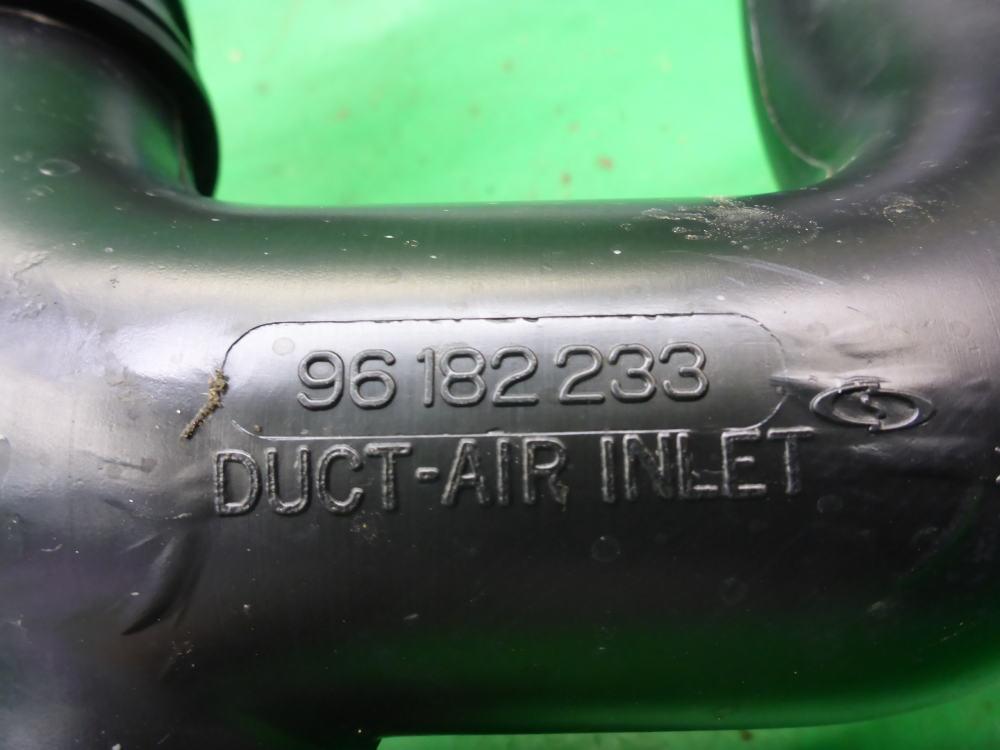 96 182 233
DUCT-AIR INLET